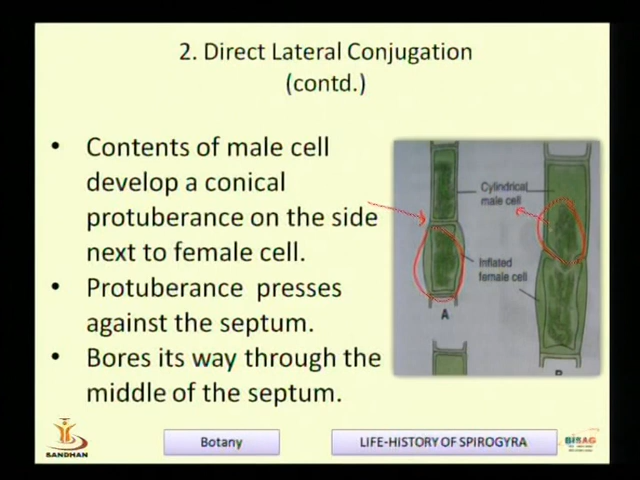 2. Direct Lateral Conjugation
(contd.)
• Contents of male cell
develop a conical
protuberance on the side
next to female cell.
• Protuberance presses
against the septum.
• Bores its way through the
middle of the septum.
Cylindrical
male cell
Inflated
female cell
A
SANDHAN
Botany
LIFE-HISTORY OF SPIROGYRA
BISAG